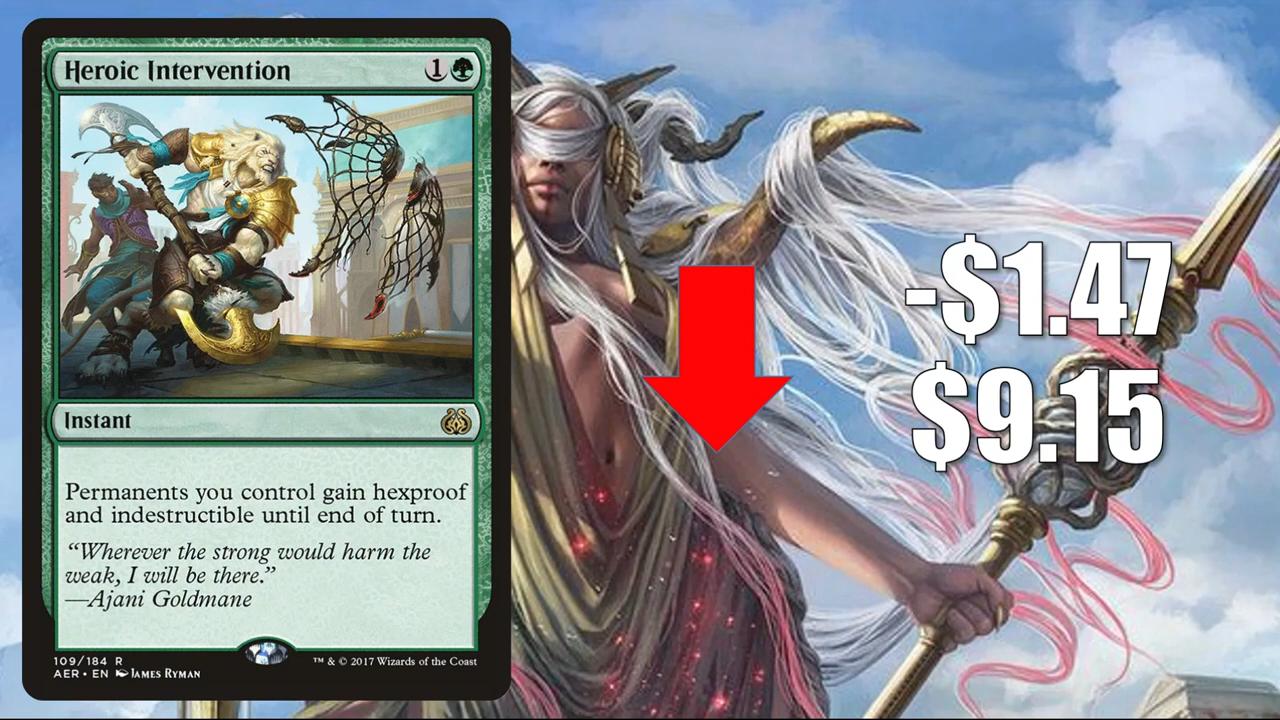 Heroic Intervention
1
Instant
Permanents you control gain hexproof
and indestructible until end of turn.
“Wherever the strong would harm the
weak, I will be there.”
—Ajani Goldmane
109/184 R
AER • EN James Ryman
™ & © 2017 Wizards of the Coast
-$1.47
$9.15